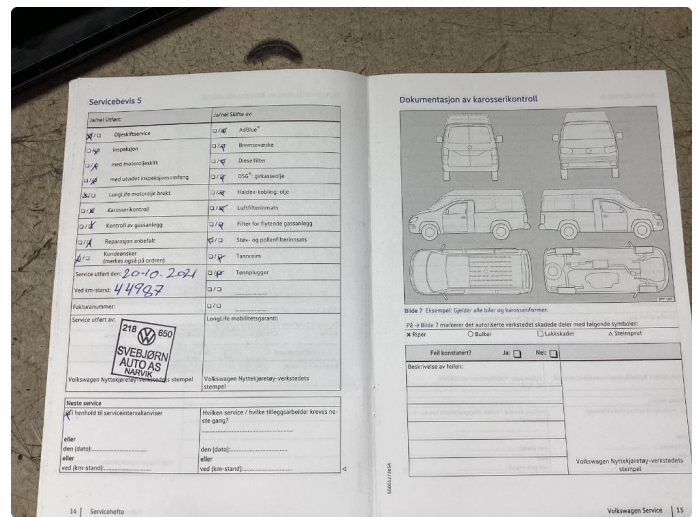 Servicebevis 5
Ja/nei Utført:
Oljeskiftservice
Inspeksjon
med motoroljeskift
med utvidet inspeksjonsomfang
LongLife motorolje brukt
Karosserikontroll
Kontroll av gassanlegg
Reparasjon anbefalt
Kundeønsker
(merkes også på ordren)
Service utført den: 20-10.2021
Ved km-stand: 44987
Fakturanummer:
Service utført av:
218 650
SVEBJØRN
AUTO AS
NARVIK
Volkswagen Nyttekjøretøy-verkstedets stempel
Ja/nei Skifte av:
AdBlue®
Bremsevæske
Dieselfilter
DSG®: girkasseolje
Haldex-kobling: olje
Luftfilterinnsats
Filter for flytende gassanlegg
Støv- og pollenfilterinnsats
Tannreim
Tennplugger
LongLife mobilitetsgaranti:
Volkswagen Nyttekjøretøy-verkstedets
stempel
Neste service
I henhold til serviceintervallanviser
eller
den (dato):
eller
ved (km-stand):
Hvilken service / hvilke tilleggsarbeider kreves ne-
ste gang?
den (dato):
eller
ved (km-stand):
14 | Servicehefte
Dokumentasjon av karosserikontroll
Bilde 7 Eksempel: Gjelder alle biler og karosseriformer.
På → Bilde 7 markerer det autoriserte verkstedet skadede deler med følgende symboler:
× Riper ○ Bulker □ Lakkskader △ Steinsprut
Feil konstatert? Ja: □ Nei: □
Beskrivelse av feilen:
Volkswagen Nyttekjøretøy-verkstedets
stempel
Volkswagen Service | 15